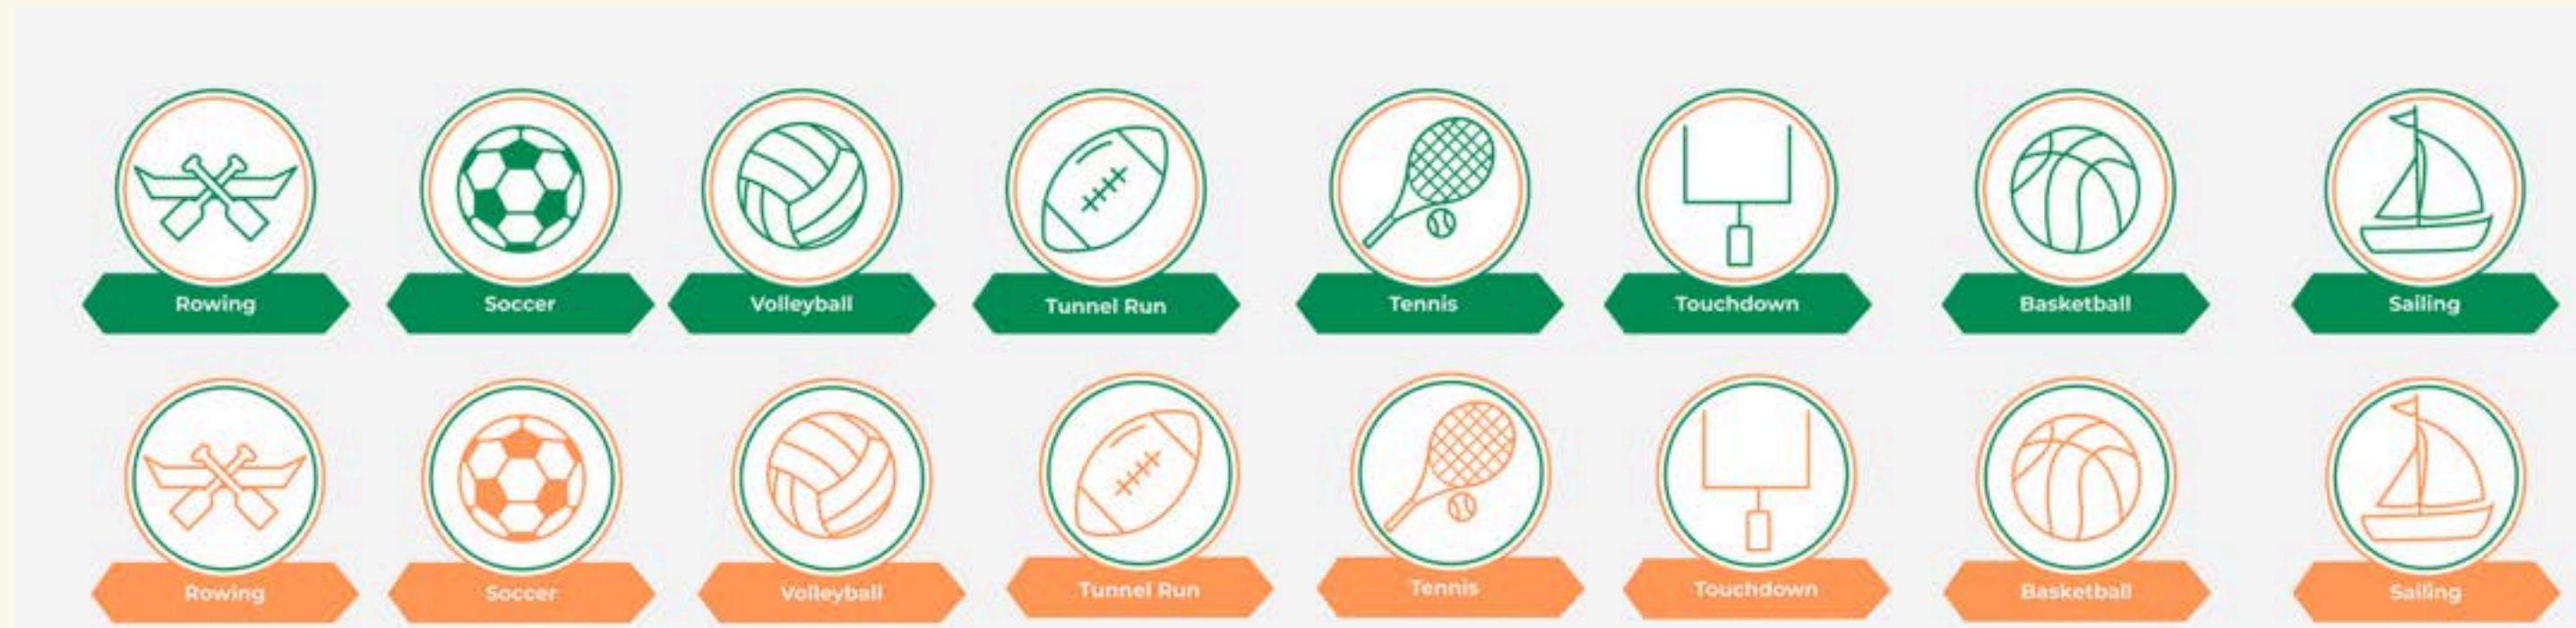 Rowing
Soccer
Volleyball
Tunnel Run
Tennis
Touchdown
Basketball
Sailing
Rowing
Soccer
Volleyball
Tunnel Run
Tennis
Touchdown
Basketball
Sailing